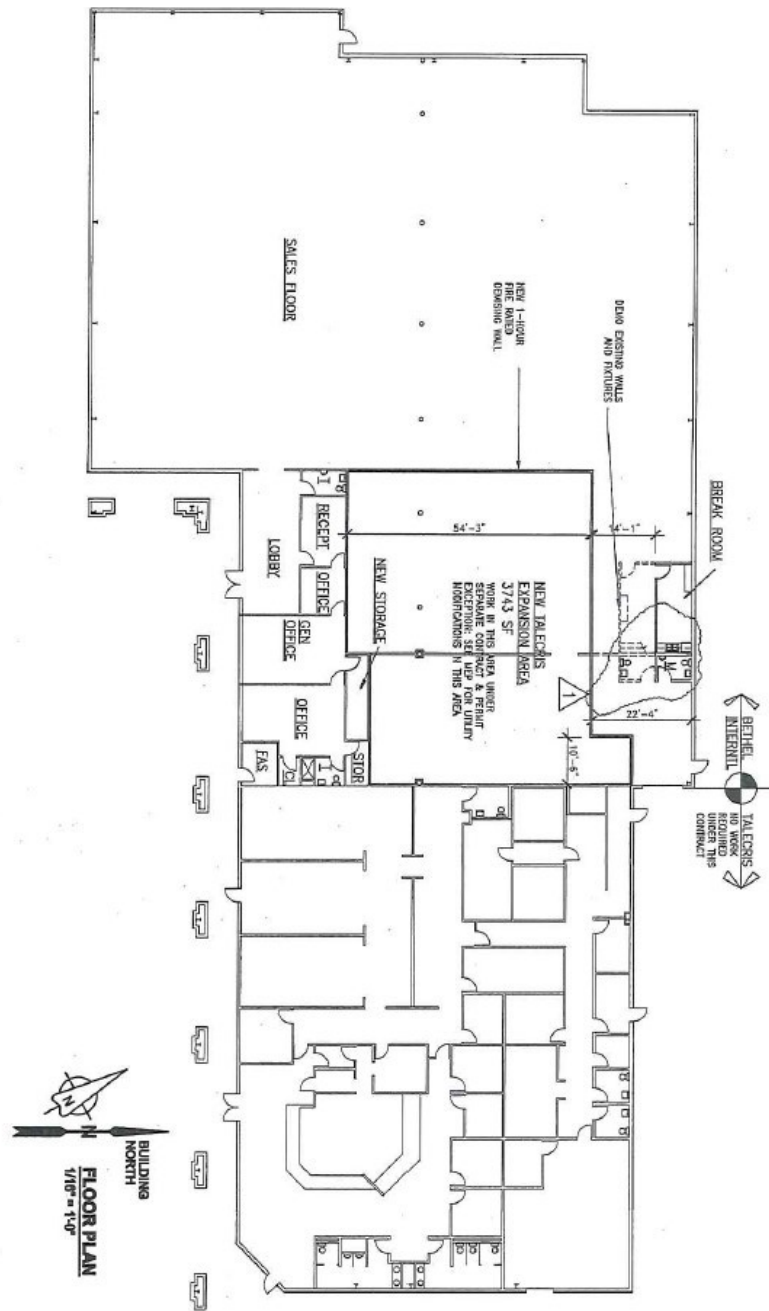 SALES FLOOR
NEW 1-HOUR
FIRE RATED
DEMISING WALL
DEMO EXISTING WALLS
AND FIXTURES
BREAK ROOM
54'-3"
14'-1"
22'-4"
10'-6"
NEW TALECRIS
EXPANSION AREA
3743 SF
WORK IN THIS AREA UNDER
SEPARATE CONTRACT & PERMIT
EXCEPTION: SEE MEP FOR UTILITY
MODIFICATIONS IN THIS AREA
1
BETHEL
INTERNTL
TALECRIS
NO WORK
REQUIRED
UNDER THIS
CONTRACT
RECEPT
LOBBY
OFFICE
NEW STORAGE
GEN
OFFICE
OFFICE
STOR
FAS
CL
BUILDING
NORTH
N
N
FLOOR PLAN
1/16" = 1'-0"